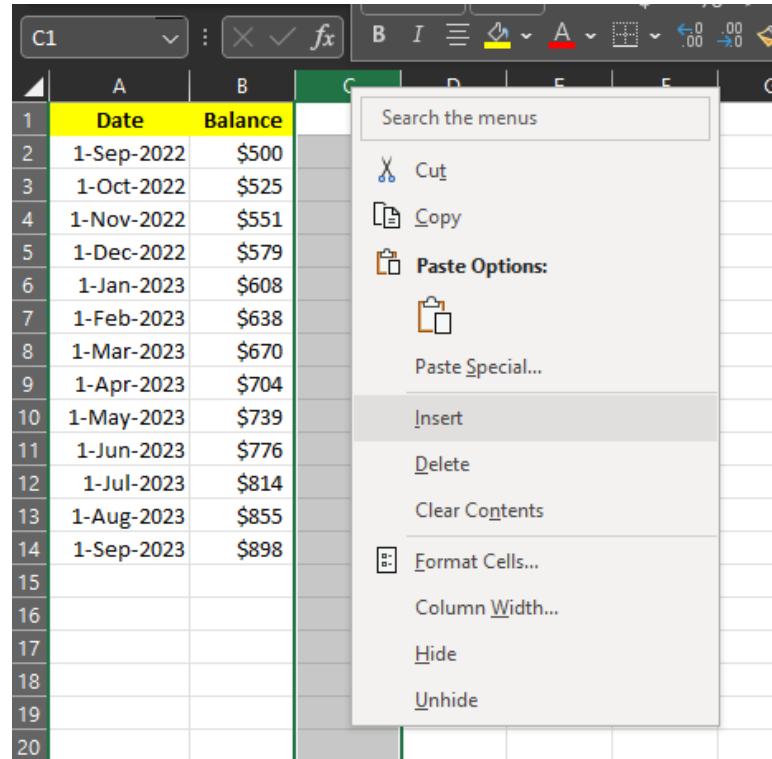 C1 fx B I A .00 .00
A B C D E F
1 Date Balance
2 1-Sep-2022 $500
3 1-Oct-2022 $525
4 1-Nov-2022 $551
5 1-Dec-2022 $579
6 1-Jan-2023 $608
7 1-Feb-2023 $638
8 1-Mar-2023 $670
9 1-Apr-2023 $704
10 1-May-2023 $739
11 1-Jun-2023 $776
12 1-Jul-2023 $814
13 1-Aug-2023 $855
14 1-Sep-2023 $898
15
16
17
18
19
20
Search the menus
Cut
Copy
Paste Options:
Paste Special...
Insert
Delete
Clear Contents
Format Cells...
Column Width...
Hide
Unhide